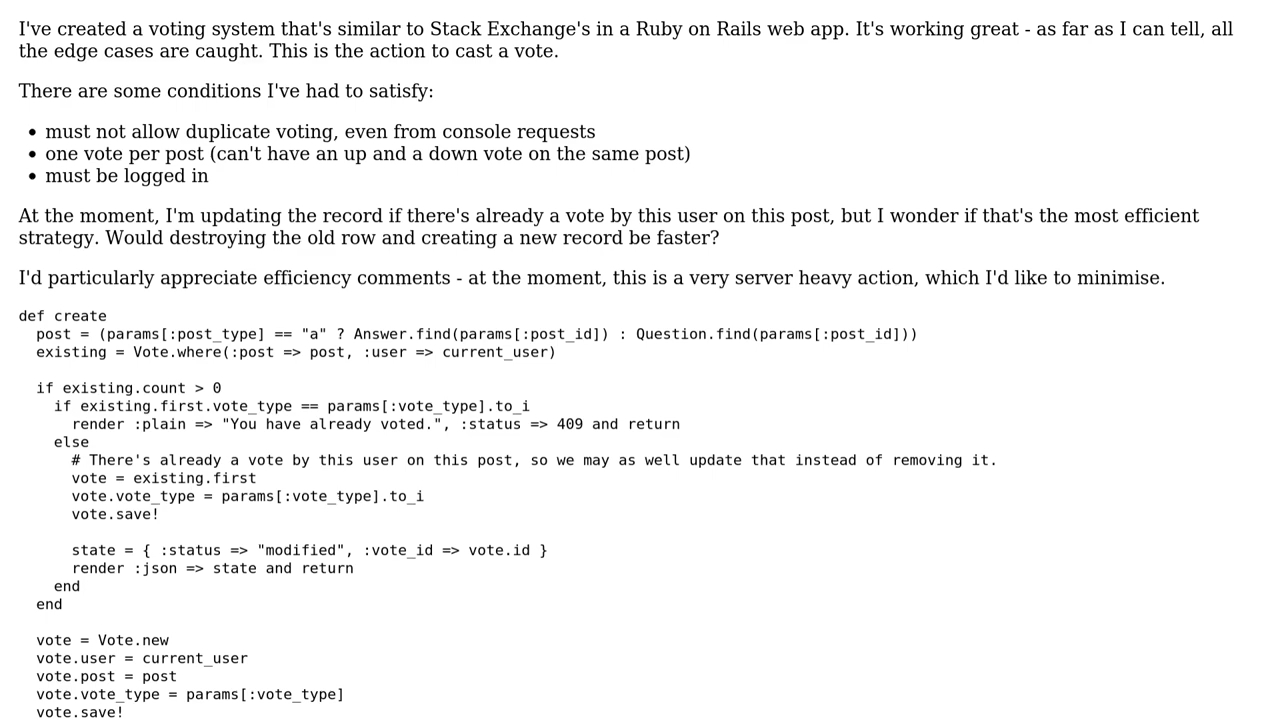 I've created a voting system that's similar to Stack Exchange's in a Ruby on Rails web app. It's working great - as far as I can tell, all
the edge cases are caught. This is the action to cast a vote.
There are some conditions I've had to satisfy:
• must not allow duplicate voting, even from console requests
• one vote per post (can't have an up and a down vote on the same post)
• must be logged in
At the moment, I'm updating the record if there's already a vote by this user on this post, but I wonder if that's the most efficient
strategy. Would destroying the old row and creating a new record be faster?
I'd particularly appreciate efficiency comments - at the moment, this is a very server heavy action, which I'd like to minimise.
def create
  post = (params[:post_type] == "a" ? Answer.find(params[:post_id]) : Question.find(params[:post_id]))
  existing = Vote.where(:post => post, :user => current_user)
  if existing.count > 0
    if existing.first.vote_type == params[:vote_type].to_i
      render :plain => "You have already voted.", :status => 409 and return
    else
      # There's already a vote by this user on this post, so we may as well update that instead of removing it.
      vote = existing.first
      vote.vote_type = params[:vote_type].to_i
      vote.save!
      state = { :status => "modified", :vote_id => vote.id }
      render :json => state and return
    end
  end
  vote = Vote.new
  vote.user = current_user
  vote.post = post
  vote.vote_type = params[:vote_type]
  vote.save!